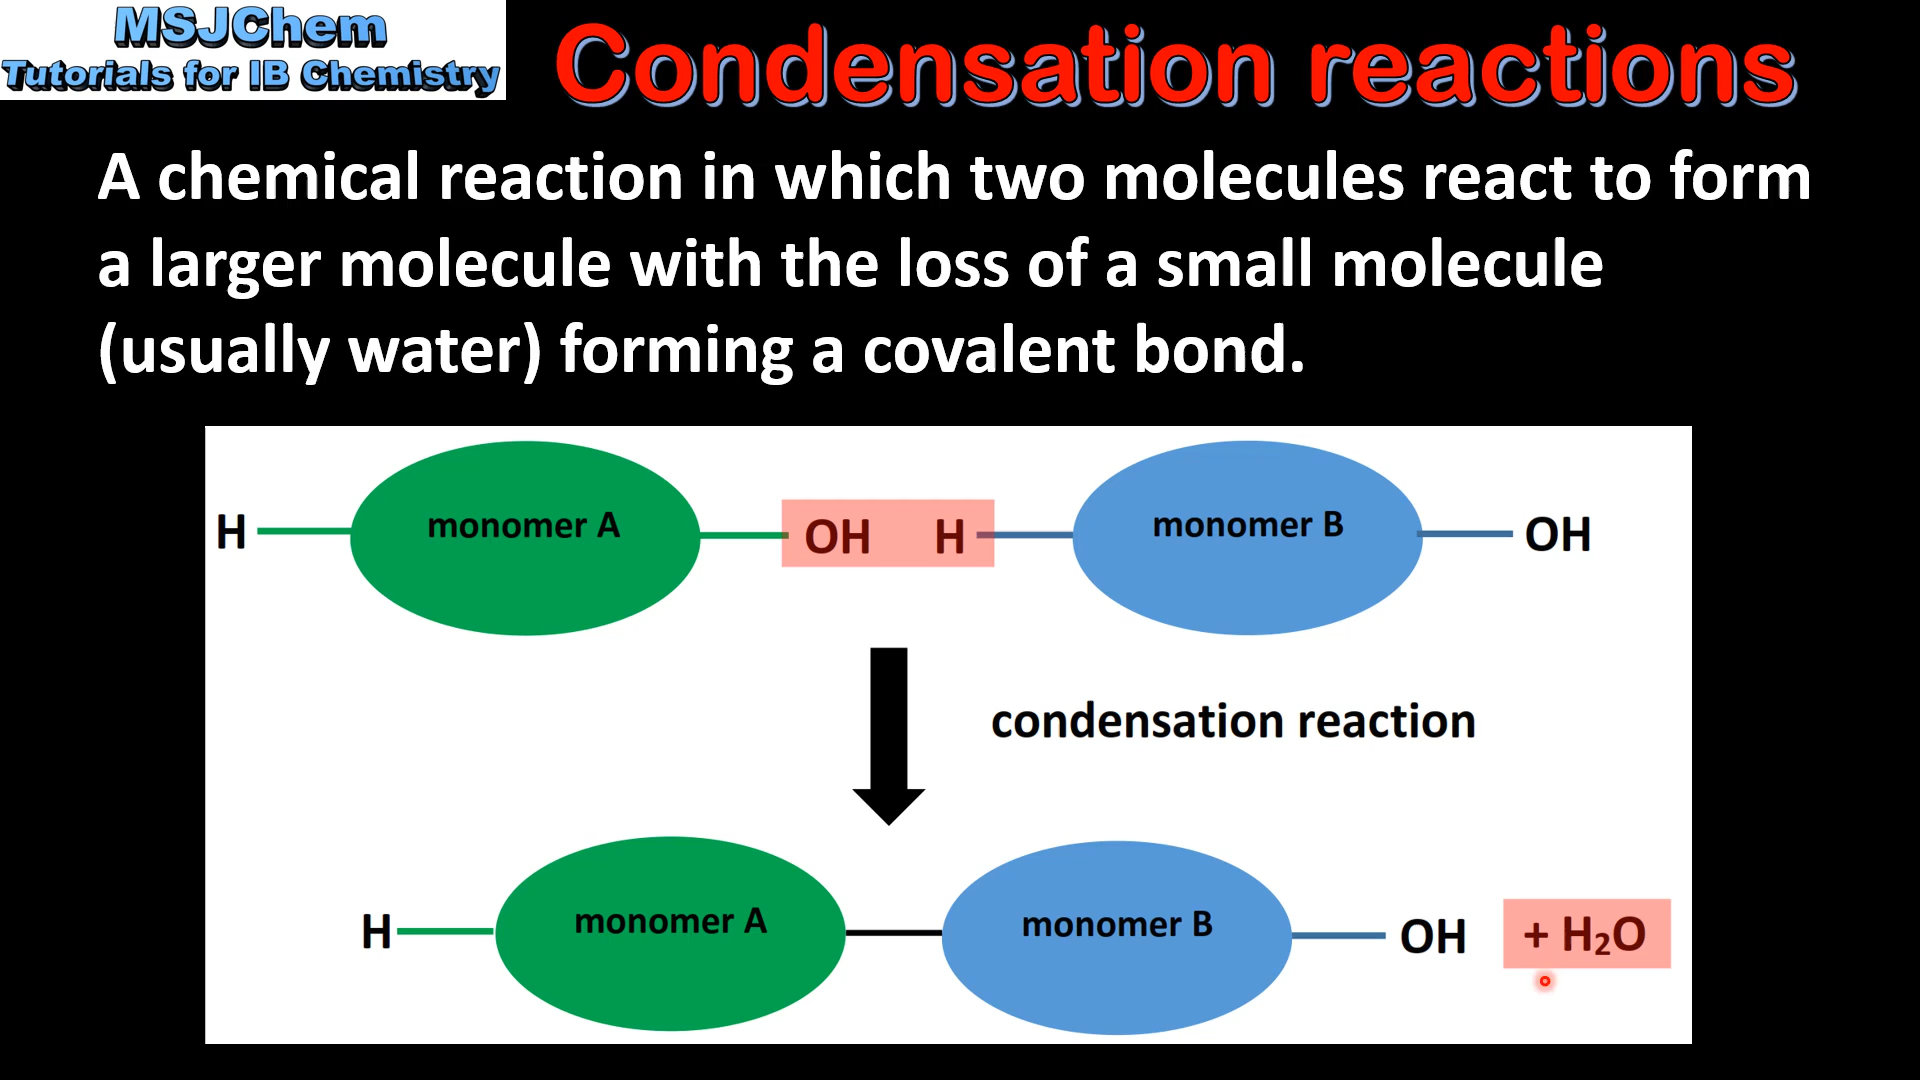 MSJChem
Tutorials for IB Chemistry
Condensation reactions
A chemical reaction in which two molecules react to form
a larger molecule with the loss of a small molecule
(usually water) forming a covalent bond.
H monomer A OH H monomer B OH
condensation reaction
H monomer A monomer B OH + H₂O